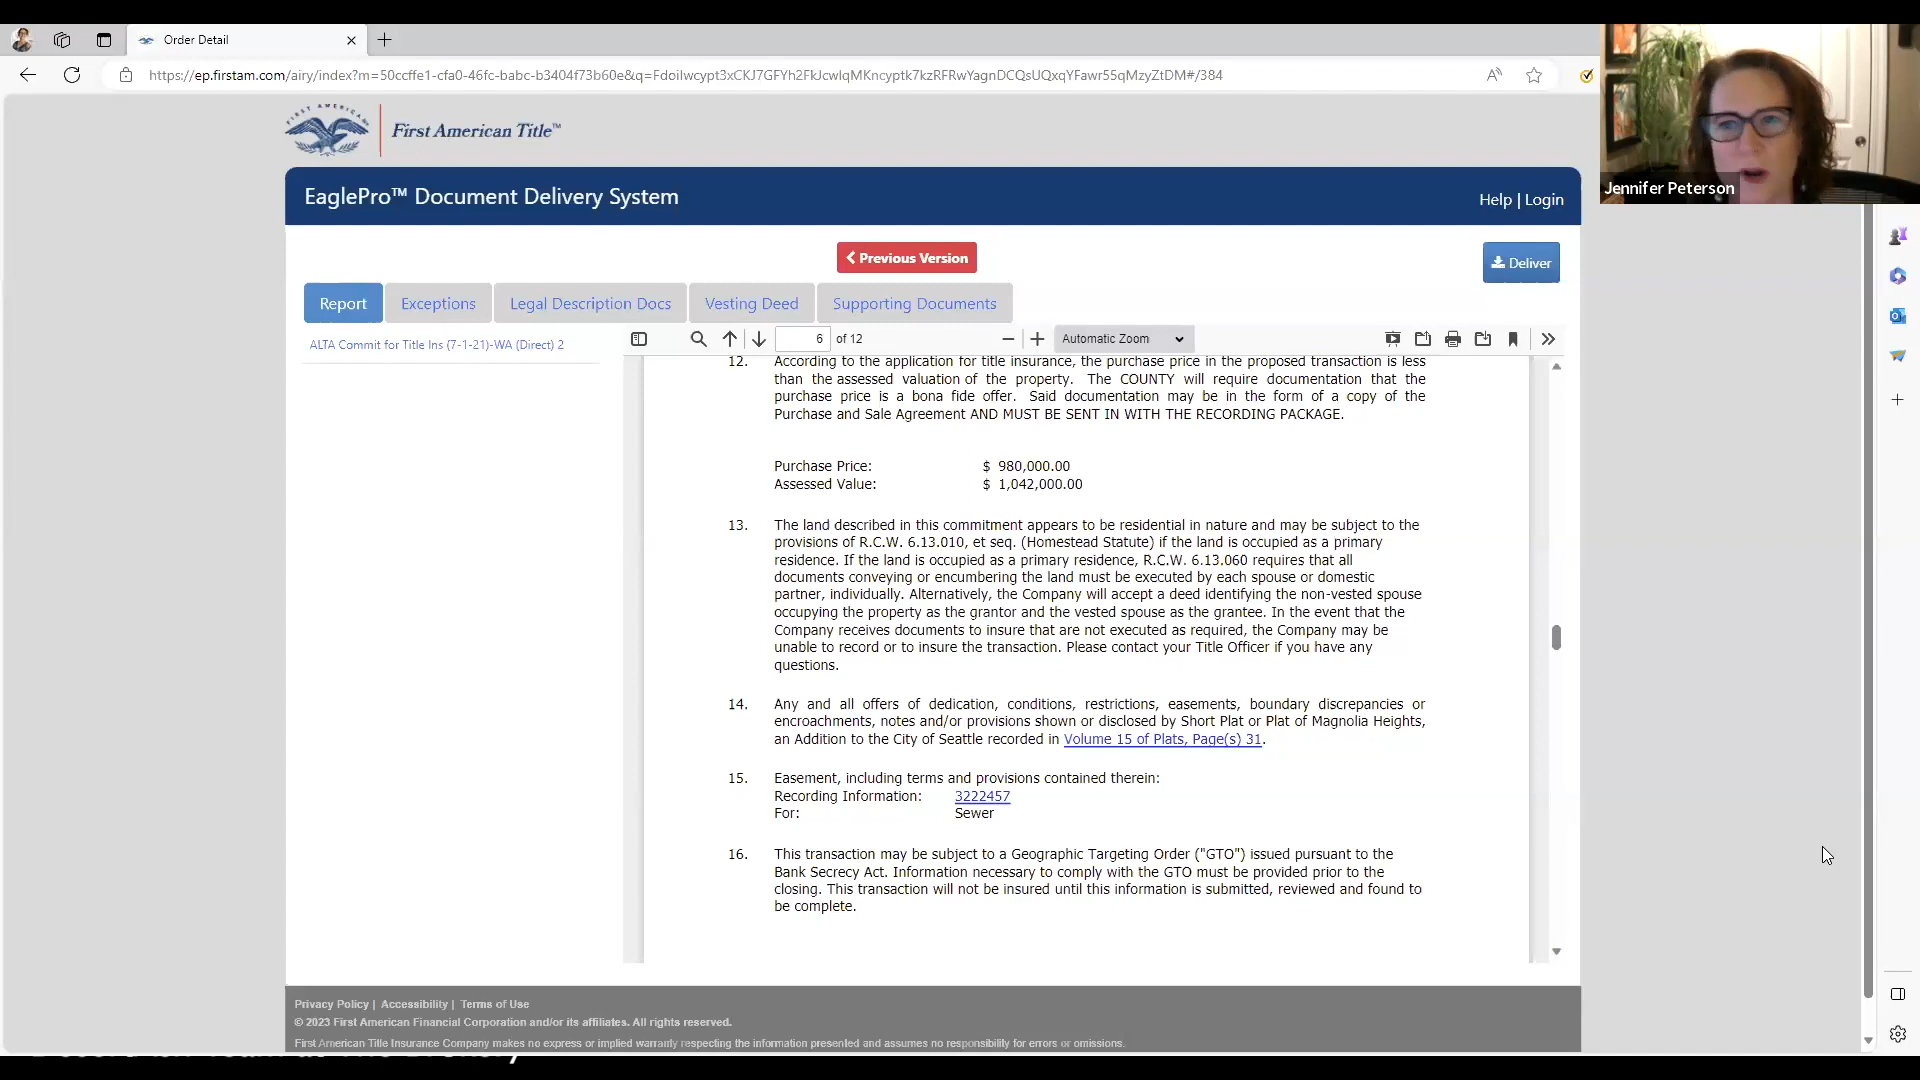 Order Detail
https://ep.firstam.com/airy/index?m=50ccffe1-cfa0-46fc-babc-b3404f73b60e&q=FdoiIwcypt3xCKJ7GFYh2FkJcwIqMKncyptk7kzRFRwYagnDCQsUQxqYFawr55qMzyZtDM#/384
FIRST AMERICAN
First American Title™
Jennifer Peterson
EaglePro™ Document Delivery System
Help | Login
Previous Version
Deliver
Report
Exceptions
Legal Description Docs
Vesting Deed
Supporting Documents
ALTA Commit for Title Ins (7-1-21)-WA (Direct) 2
6 of 12
Automatic Zoom
12. According to the application for title insurance, the purchase price in the proposed transaction is less
than the assessed valuation of the property. The COUNTY will require documentation that the
purchase price is a bona fide offer. Said documentation may be in the form of a copy of the
Purchase and Sale Agreement AND MUST BE SENT IN WITH THE RECORDING PACKAGE.
Purchase Price: $ 980,000.00
Assessed Value: $ 1,042,000.00
13. The land described in this commitment appears to be residential in nature and may be subject to the
provisions of R.C.W. 6.13.010, et seq. (Homestead Statute) if the land is occupied as a primary
residence. If the land is occupied as a primary residence, R.C.W. 6.13.060 requires that all
documents conveying or encumbering the land must be executed by each spouse or domestic
partner, individually. Alternatively, the Company will accept a deed identifying the non-vested spouse
occupying the property as the grantor and the vested spouse as the grantee. In the event that the
Company receives documents to insure that are not executed as required, the Company may be
unable to record or to insure the transaction. Please contact your Title Officer if you have any
questions.
14. Any and all offers of dedication, conditions, restrictions, easements, boundary discrepancies or
encroachments, notes and/or provisions shown or disclosed by Short Plat or Plat of Magnolia Heights,
an Addition to the City of Seattle recorded in Volume 15 of Plats, Page(s) 31.
15. Easement, including terms and provisions contained therein:
Recording Information: 3222457
For: Sewer
16. This transaction may be subject to a Geographic Targeting Order ("GTO") issued pursuant to the
Bank Secrecy Act. Information necessary to comply with the GTO must be provided prior to the
closing. This transaction will not be insured until this information is submitted, reviewed and found to
be complete.
Privacy Policy | Accessibility | Terms of Use
© 2023 First American Financial Corporation and/or its affiliates. All rights reserved.
First American Title Insurance Company makes no express or implied warranty respecting the information presented and assumes no responsibility for errors or omissions.